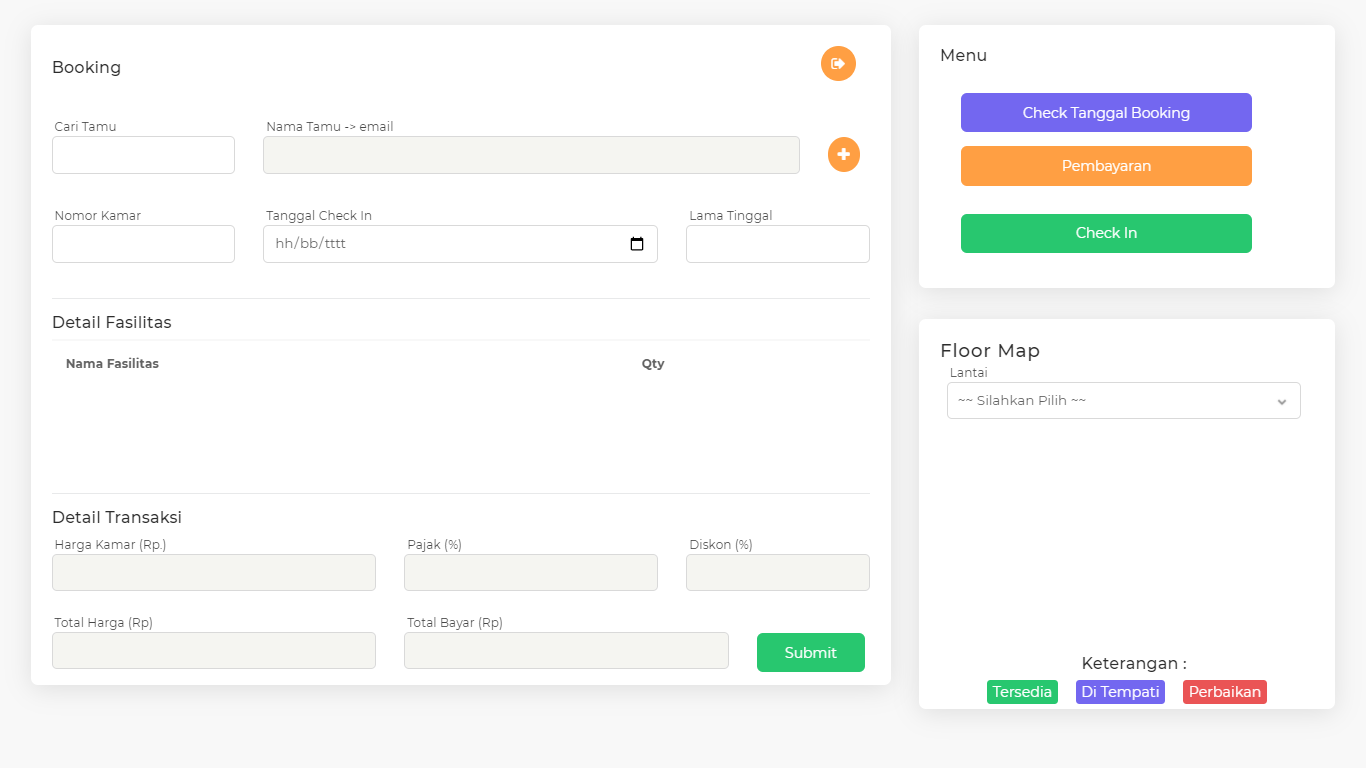 Booking
Cari Tamu
Nama Tamu -> email
Nomor Kamar
Tanggal Check In
Lama Tinggal
hh/bb/tttt
Detail Fasilitas
Nama Fasilitas
Qty
Detail Transaksi
Harga Kamar (Rp.)
Pajak (%)
Diskon (%)
Total Harga (Rp)
Total Bayar (Rp)
Submit
Menu
Check Tanggal Booking
Pembayaran
Check In
Floor Map
Lantai
~~ Silahkan Pilih ~~
Keterangan :
Tersedia
Di Tempati
Perbaikan